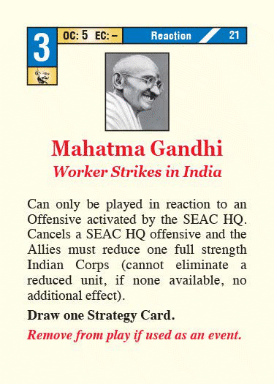 3 OC: 5 EC: – Reaction 21
Mahatma Gandhi
Worker Strikes in India
Can only be played in reaction to an
Offensive activated by the SEAC HQ.
Cancels a SEAC HQ offensive and the
Allies must reduce one full strength
Indian Corps (cannot eliminate a
reduced unit, if none available, no
additional effect).
Draw one Strategy Card.
Remove from play if used as an event.